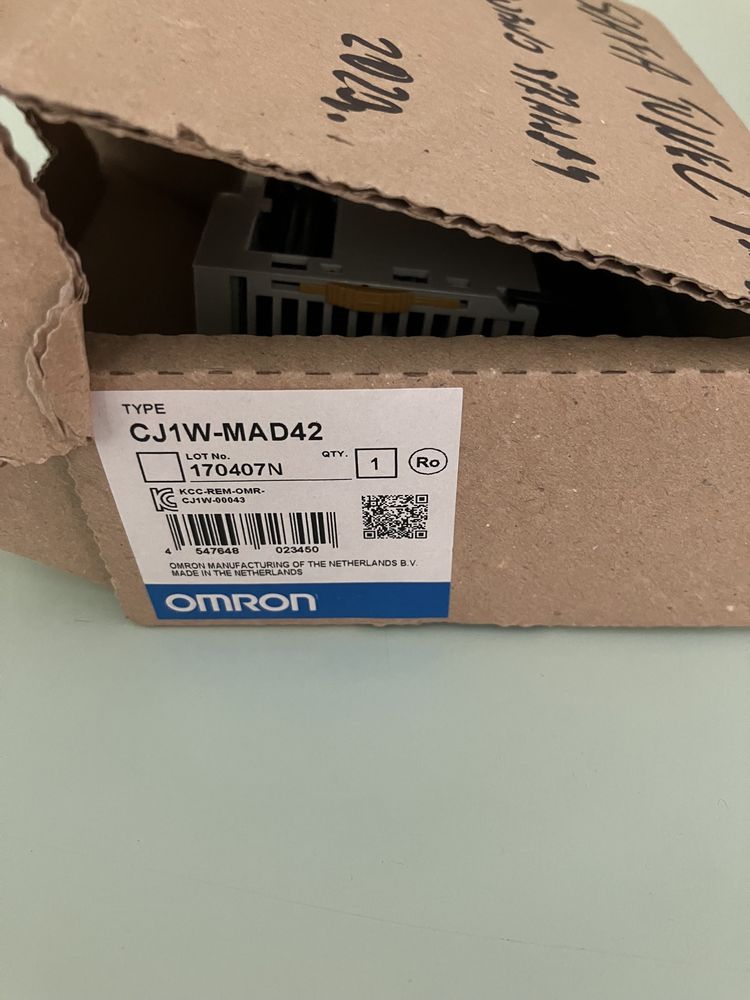 2023.
TYPE
CJ1W-MAD42
LOT No.
170407N
QTY.
1
Ro
KCC-REM-OMR-
CJ1W-00043
4 547648 023450
OMRON MANUFACTURING OF THE NETHERLANDS B.V.
MADE IN THE NETHERLANDS
OMRON